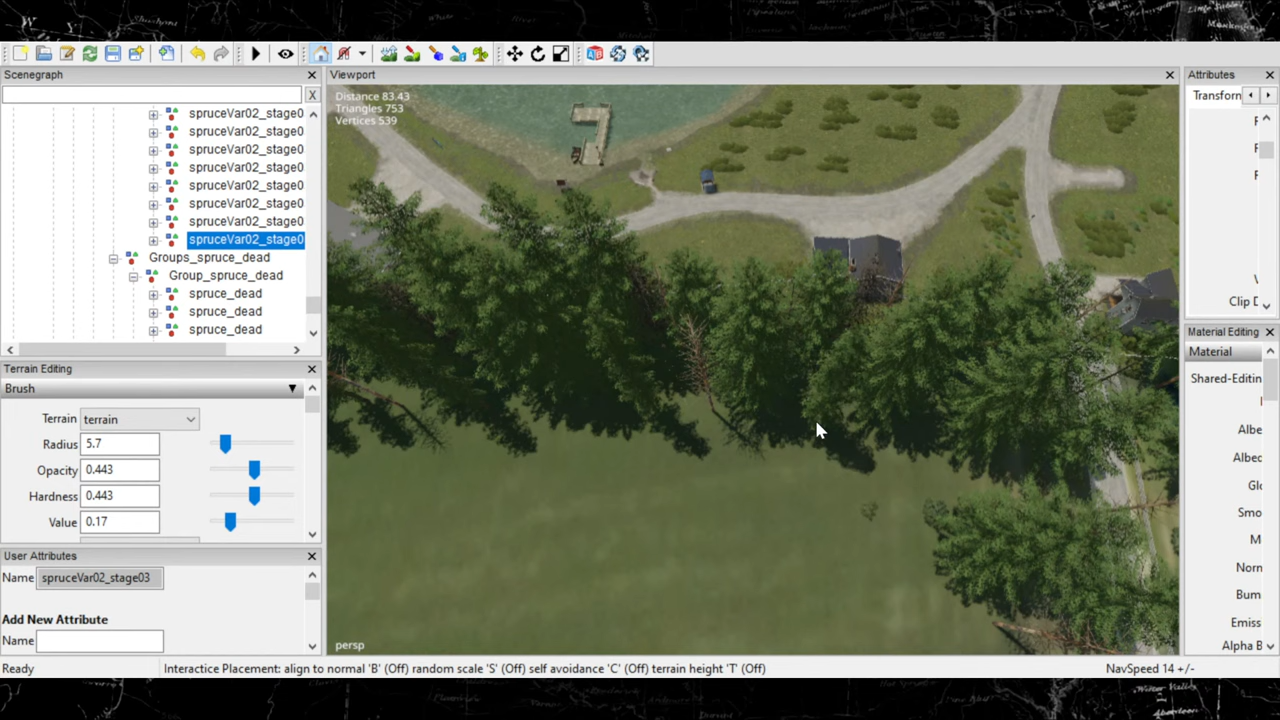 Scenegraph
X
spruceVar02_stage0
spruceVar02_stage0
spruceVar02_stage0
spruceVar02_stage0
spruceVar02_stage0
spruceVar02_stage0
spruceVar02_stage0
spruceVar02_stage0
Groups_spruce_dead
Group_spruce_dead
spruce_dead
spruce_dead
spruce_dead
Terrain Editing
Brush
Terrain terrain
Radius 5.7
Opacity 0.443
Hardness 0.443
Value 0.17
User Attributes
Name spruceVar02_stage03
Add New Attribute
Name
Viewport
Distance 83.43
Triangles 753
Vertices 539
persp
Attributes
Transforn
Clip D
Material Editing
Material
Shared-Editin
Albe
Albed
Glo
Smo
M
Norn
Bum
Emiss
Alpha B
Ready
Interactice Placement: align to normal 'B' (Off) random scale 'S' (Off) self avoidance 'C' (Off) terrain height 'T' (Off)
NavSpeed 14 +/-